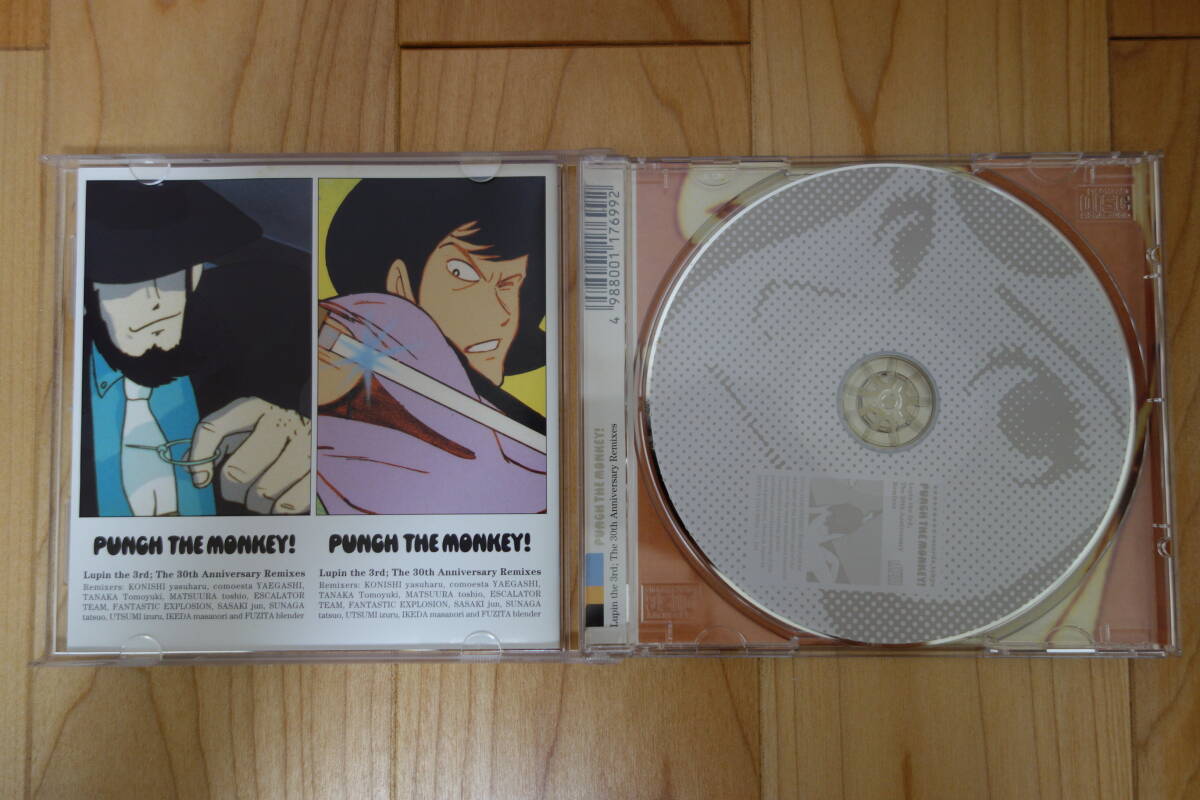 PUNCH THE MONKEY!
Lupin the 3rd; The 30th Anniversary Remixes
Remixers: KONISHI yasuharu, comoesta YAEGASHI,
TANAKA Tomoyuki, MATSUURA toshio, ESCALATOR
TEAM, FANTASTIC EXPLOSION, SASAKI jun, SUNAGA
tatsuo, UTSUMI izuru, IKEDA masanori and FUZITA blender
PUNCH THE MONKEY!
Lupin the 3rd; The 30th Anniversary Remixes
Remixers: KONISHI yasuharu, comoesta YAEGASHI,
TANAKA Tomoyuki, MATSUURA toshio, ESCALATOR
TEAM, FANTASTIC EXPLOSION, SASAKI jun, SUNAGA
tatsuo, UTSUMI izuru, IKEDA masanori and FUZITA blender
4 988001 176992
PUNCH THE MONKEY!
Lupin the 3rd; The 30th Anniversary Remixes
PUNCH THE MONKEY!